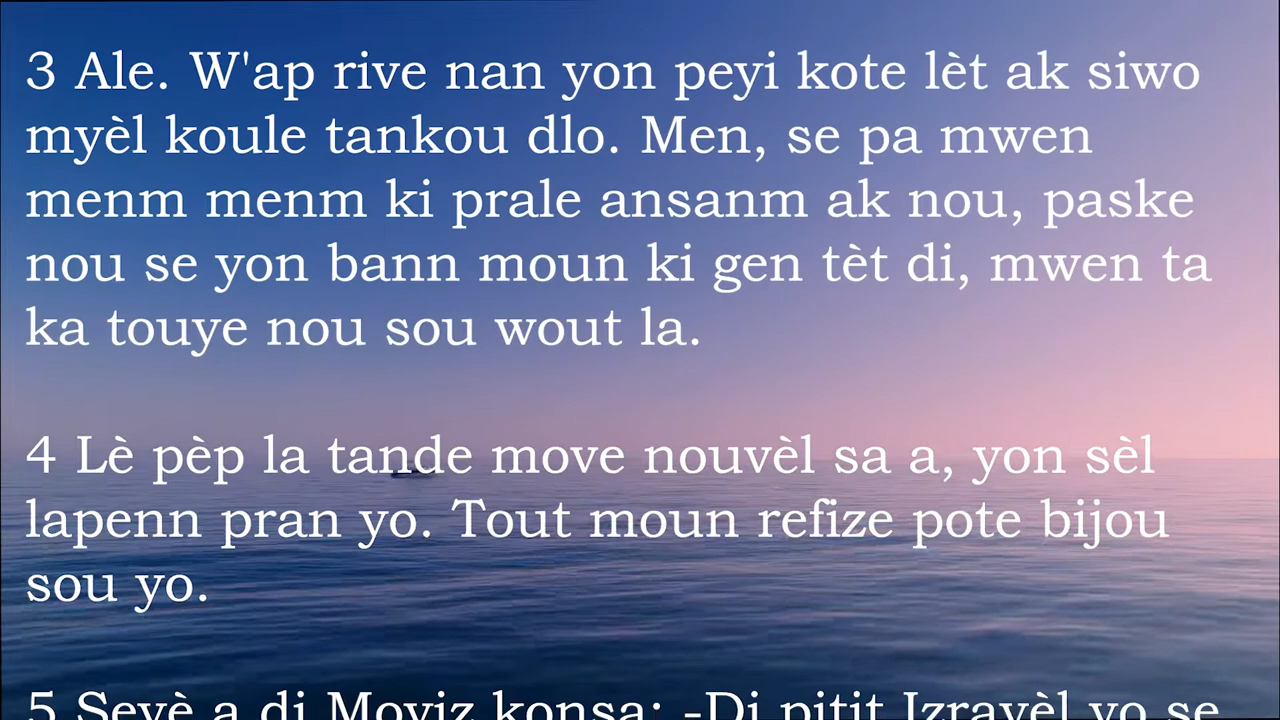 3 Ale. W'ap rive nan yon peyi kote lèt ak siwo
myèl koule tankou dlo. Men, se pa mwen
menm menm ki prale ansanm ak nou, paske
nou se yon bann moun ki gen tèt di, mwen ta
ka touye nou sou wout la.
4 Lè pèp la tande move nouvèl sa a, yon sèl
lapenn pran yo. Tout moun refize pote bijou
sou yo.
5 Seyè a di Moyiz konsa: -Di pitit Izrayèl yo se